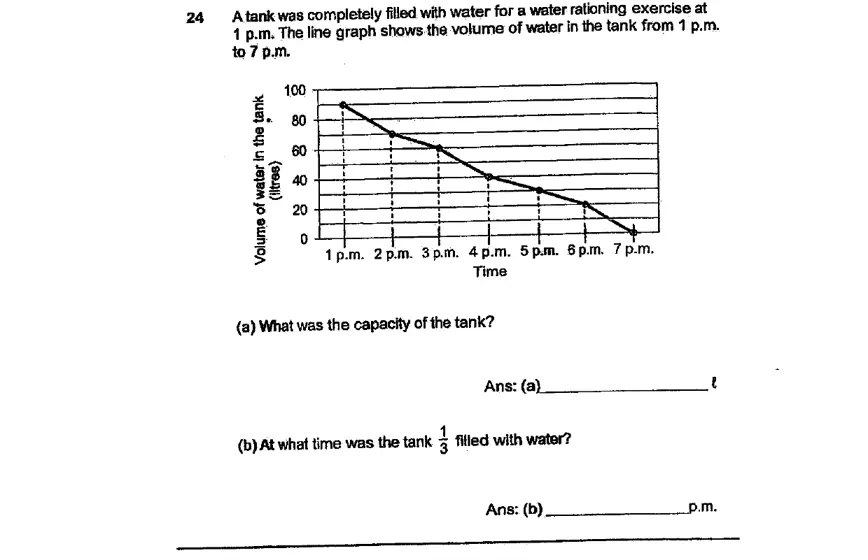 24 A tank was completely filled with water for a water rationing exercise at
1 p.m. The line graph shows the volume of water in the tank from 1 p.m.
to 7 p.m.
Volume of water in the tank
(litres)
100
80
60
40
20
0
1 p.m. 2 p.m. 3 p.m. 4 p.m. 5 p.m. 6 p.m. 7 p.m.
Time
(a) What was the capacity of the tank?
Ans: (a)________________ ℓ
(b) At what time was the tank 1/3 filled with water?
Ans: (b)________________p.m.